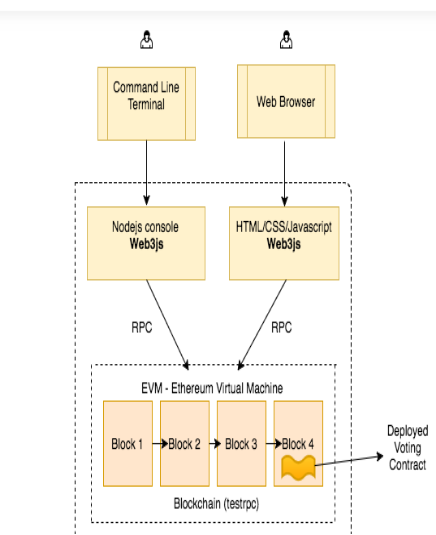 Command Line
Terminal
Web Browser
Nodejs console
Web3js
HTML/CSS/Javascript
Web3js
RPC
RPC
EVM - Ethereum Virtual Machine
Block 1
Block 2
Block 3
Block 4
Deployed
Voting
Contract
Blockchain (testrpc)